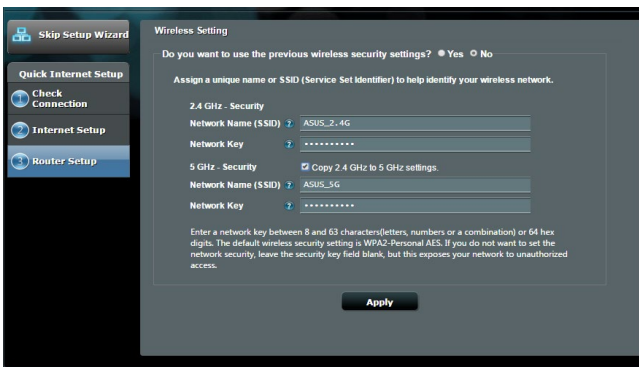 Skip Setup Wizard
Quick Internet Setup
1 Check
Connection
2 Internet Setup
3 Router Setup
Wireless Setting
Do you want to use the previous wireless security settings? Yes No
Assign a unique name or SSID (Service Set Identifier) to help identify your wireless network.
2.4 GHz - Security
Network Name (SSID) ? ASUS_2.4G
Network Key ? ••••••••••
5 GHz - Security Copy 2.4 GHz to 5 GHz settings.
Network Name (SSID) ? ASUS_5G
Network Key ? ••••••••••
Enter a network key between 8 and 63 characters(letters, numbers or a combination) or 64 hex
digits. The default wireless security setting is WPA2-Personal AES. If you do not want to set the
network security, leave the security key field blank, but this exposes your network to unauthorized
access.
Apply